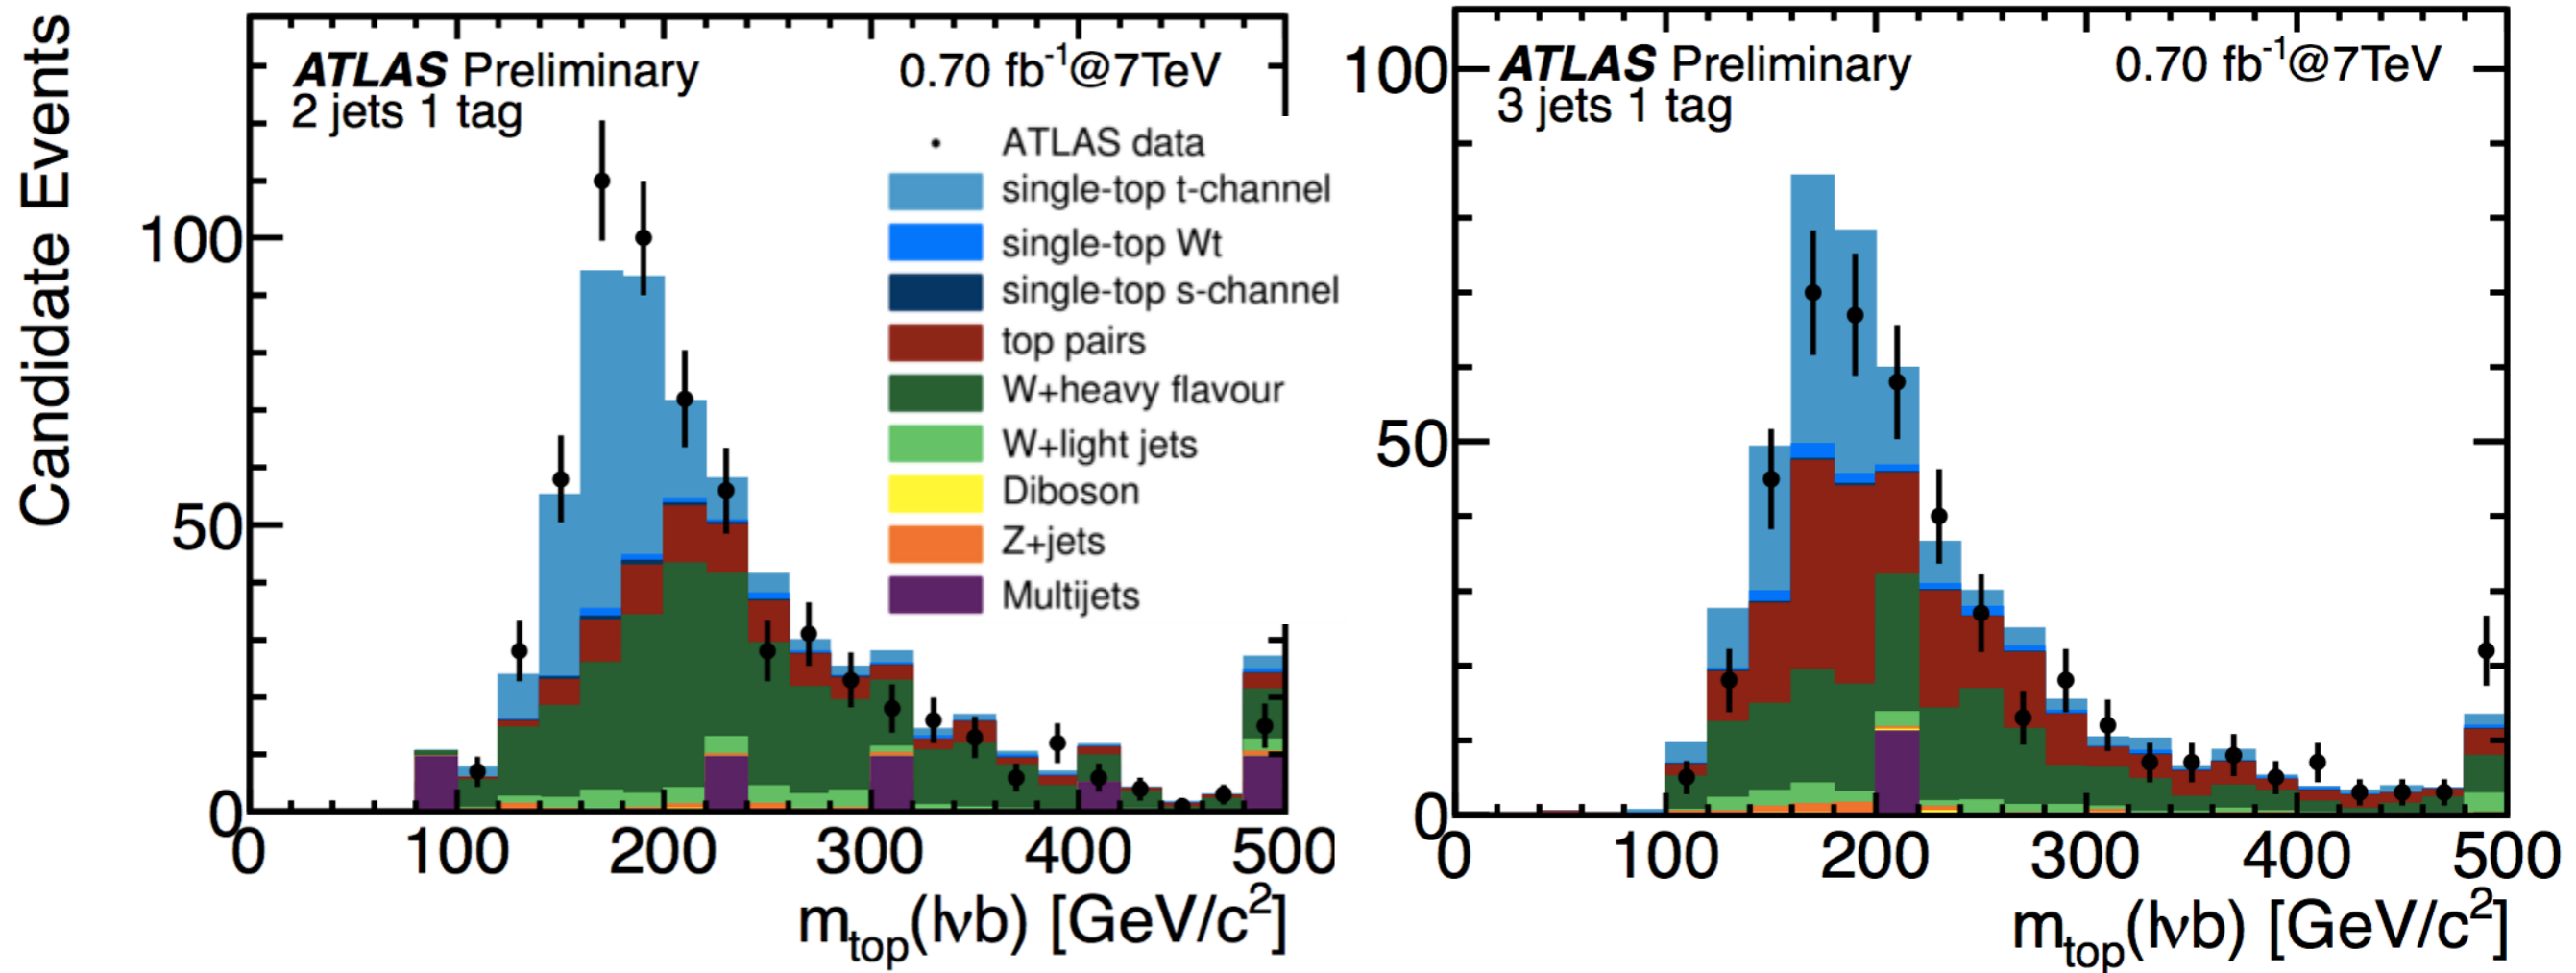 Candidate Events
ATLAS Preliminary
0.70 fb⁻¹@7TeV
2 jets 1 tag
ATLAS data
single-top t-channel
single-top Wt
single-top s-channel
top pairs
W+heavy flavour
W+light jets
Diboson
Z+jets
Multijets
100
50
0
0 100 200 300 400 500
m_top(lνb) [GeV/c²]
ATLAS Preliminary
0.70 fb⁻¹@7TeV
3 jets 1 tag
100
50
0
0 100 200 300 400 500
m_top(lνb) [GeV/c²]